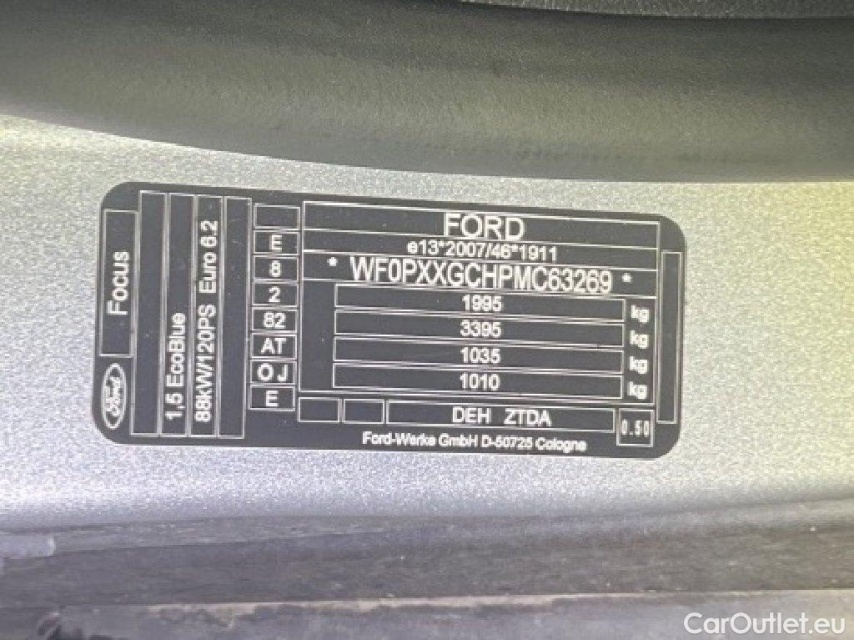 FORD
e13*2007/46*1911
* WF0PXXGCHPMC63269 *
1995 kg
3395 kg
1035 kg
1010 kg
DEH ZTDA
0.50
Ford-Werke GmbH D-50725 Cologne
E
8
2
82
AT
O J
E
Focus
Ford
1,5 EcoBlue
88kW/120PS Euro 6.2
CarOutlet.eu